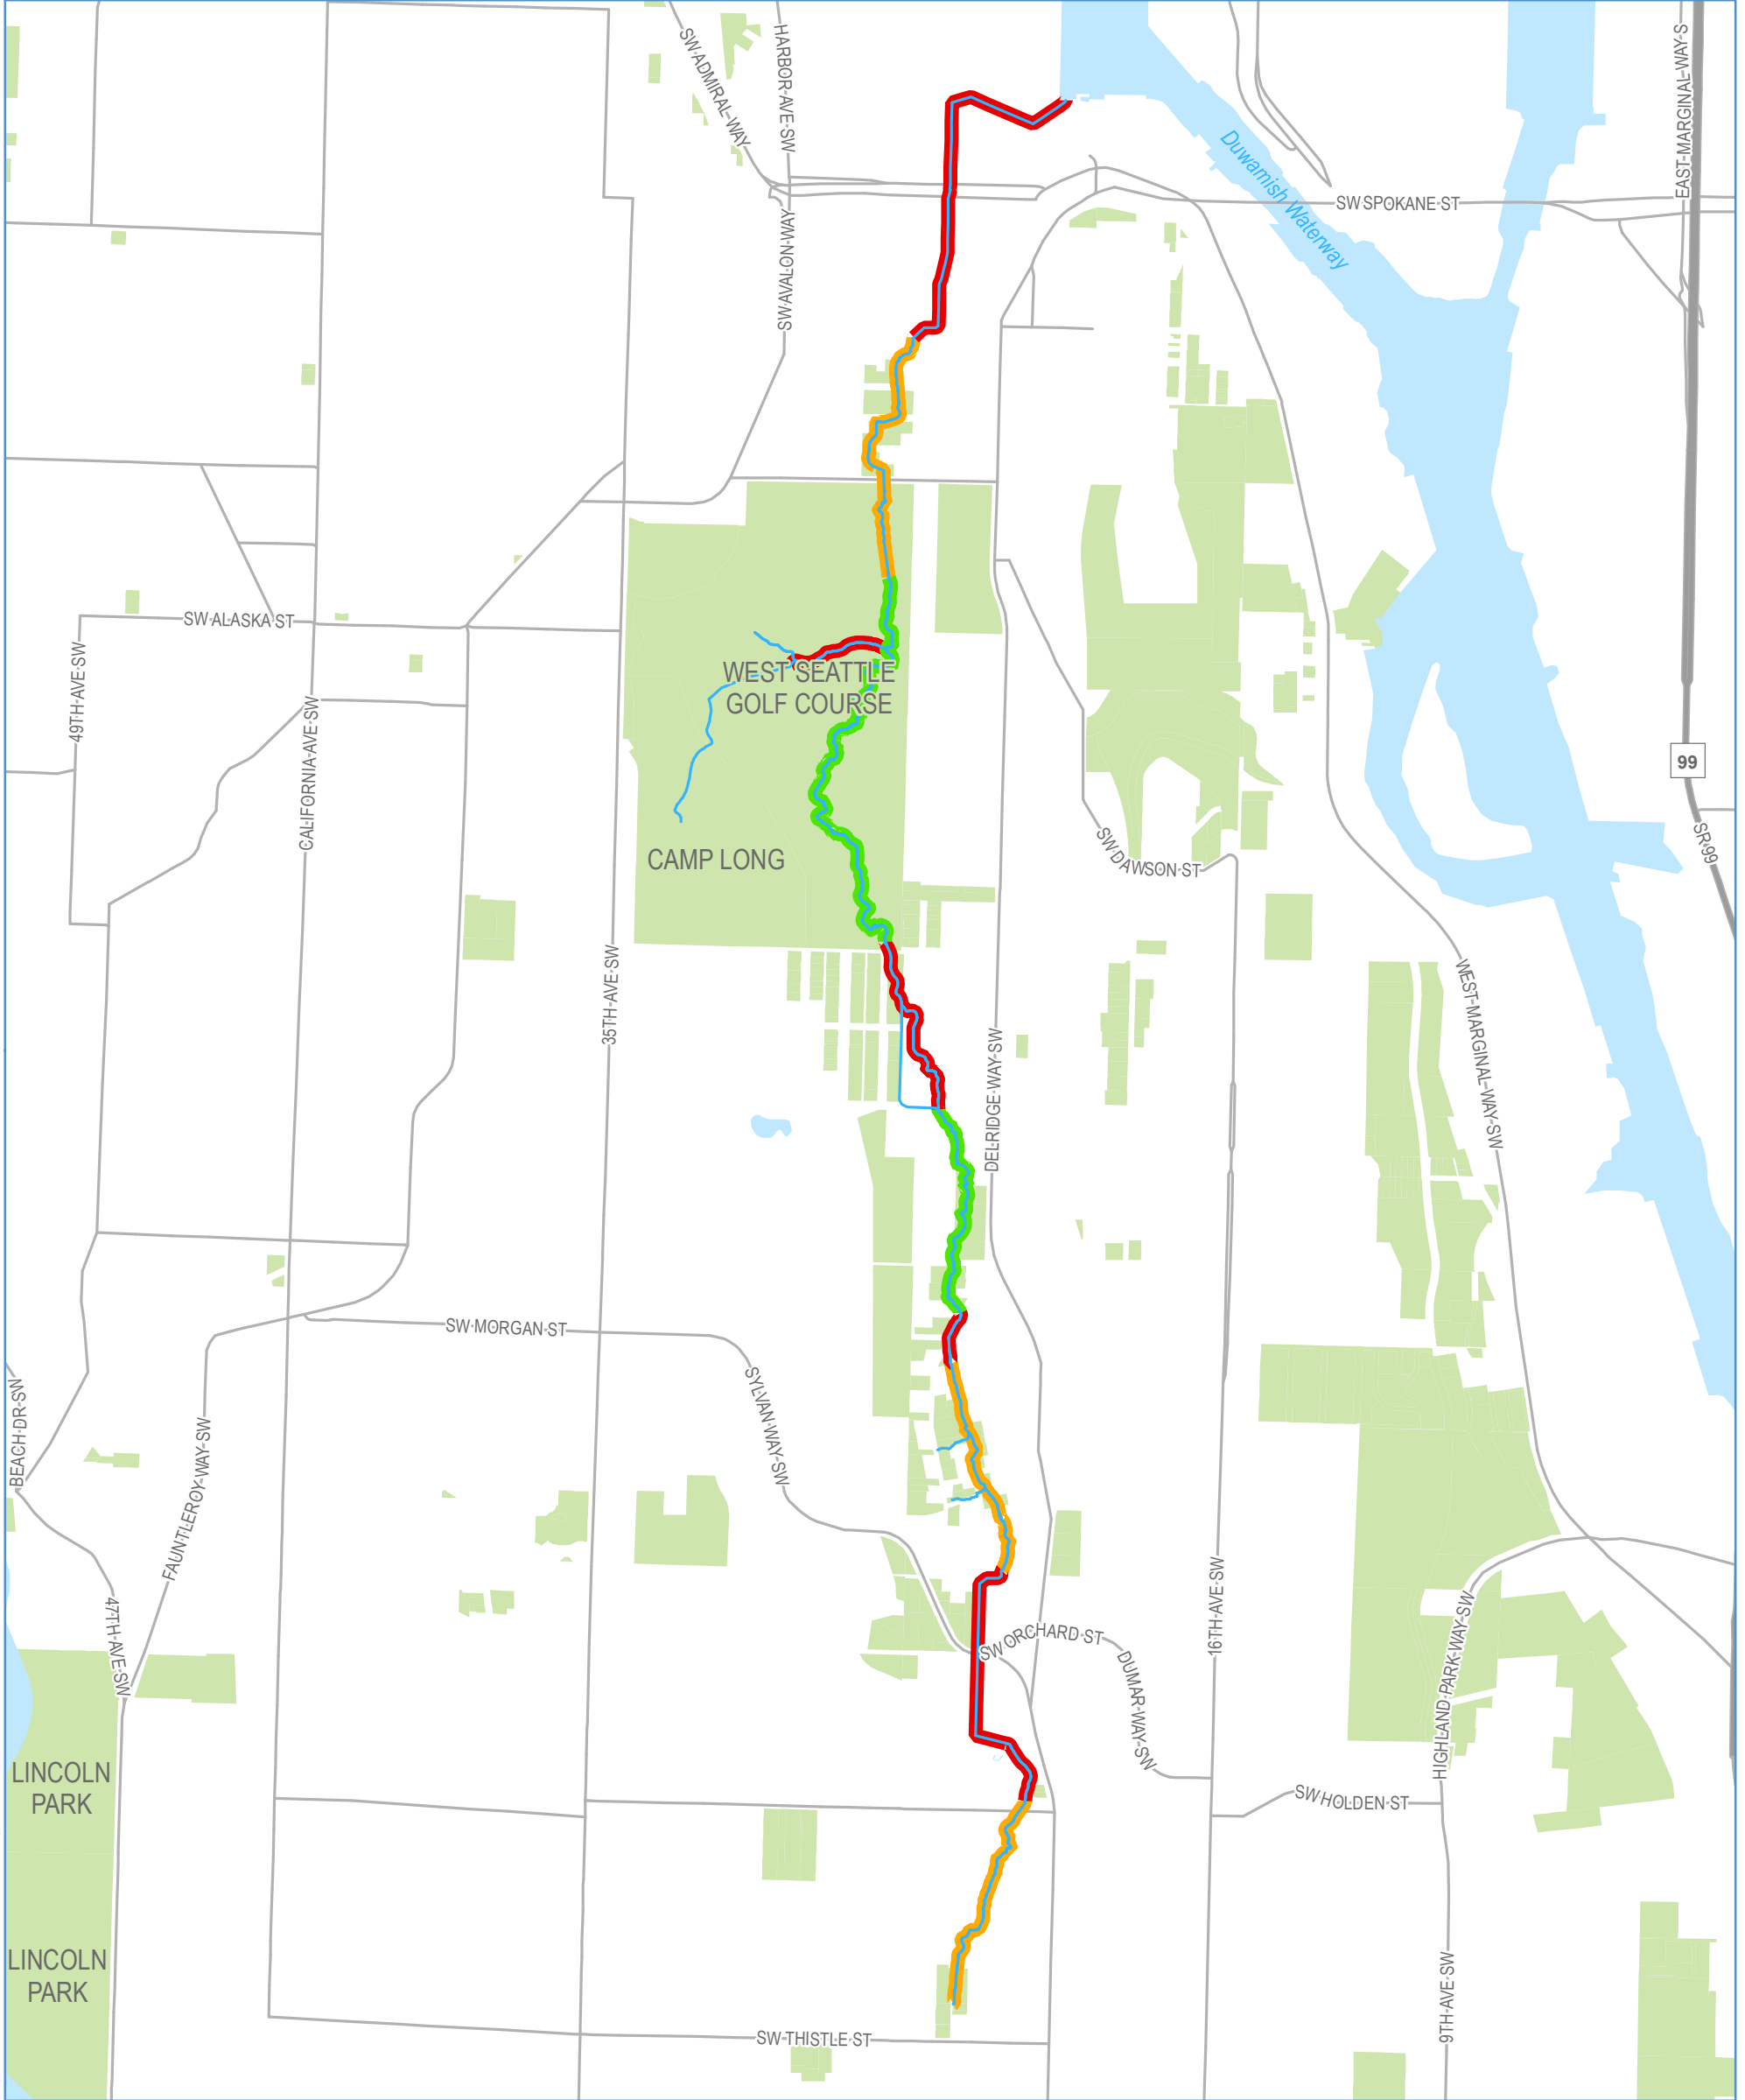 SW ADMIRAL WAY
HARBOR AVE SW
EAST MARGINAL WAY S
Duwamish Waterway
SW SPOKANE ST
SW AVALON WAY
SW ALASKA ST
49TH AVE SW
WEST SEATTLE
GOLF COURSE
CALIFORNIA AVE SW
99
SR 99
CAMP LONG
SW DAWSON ST
35TH AVE SW
WEST MARGINAL WAY SW
DELRIDGE WAY SW
SW MORGAN ST
BEACH DR SW
SYLVAN WAY SW
FAUNTLEROY WAY SW
47TH AVE SW
SW ORCHARD ST
16TH AVE SW
DUMAR WAY SW
HIGHLAND PARK WAY SW
LINCOLN
PARK
SW HOLDEN ST
LINCOLN
PARK
9TH AVE SW
SW THISTLE ST